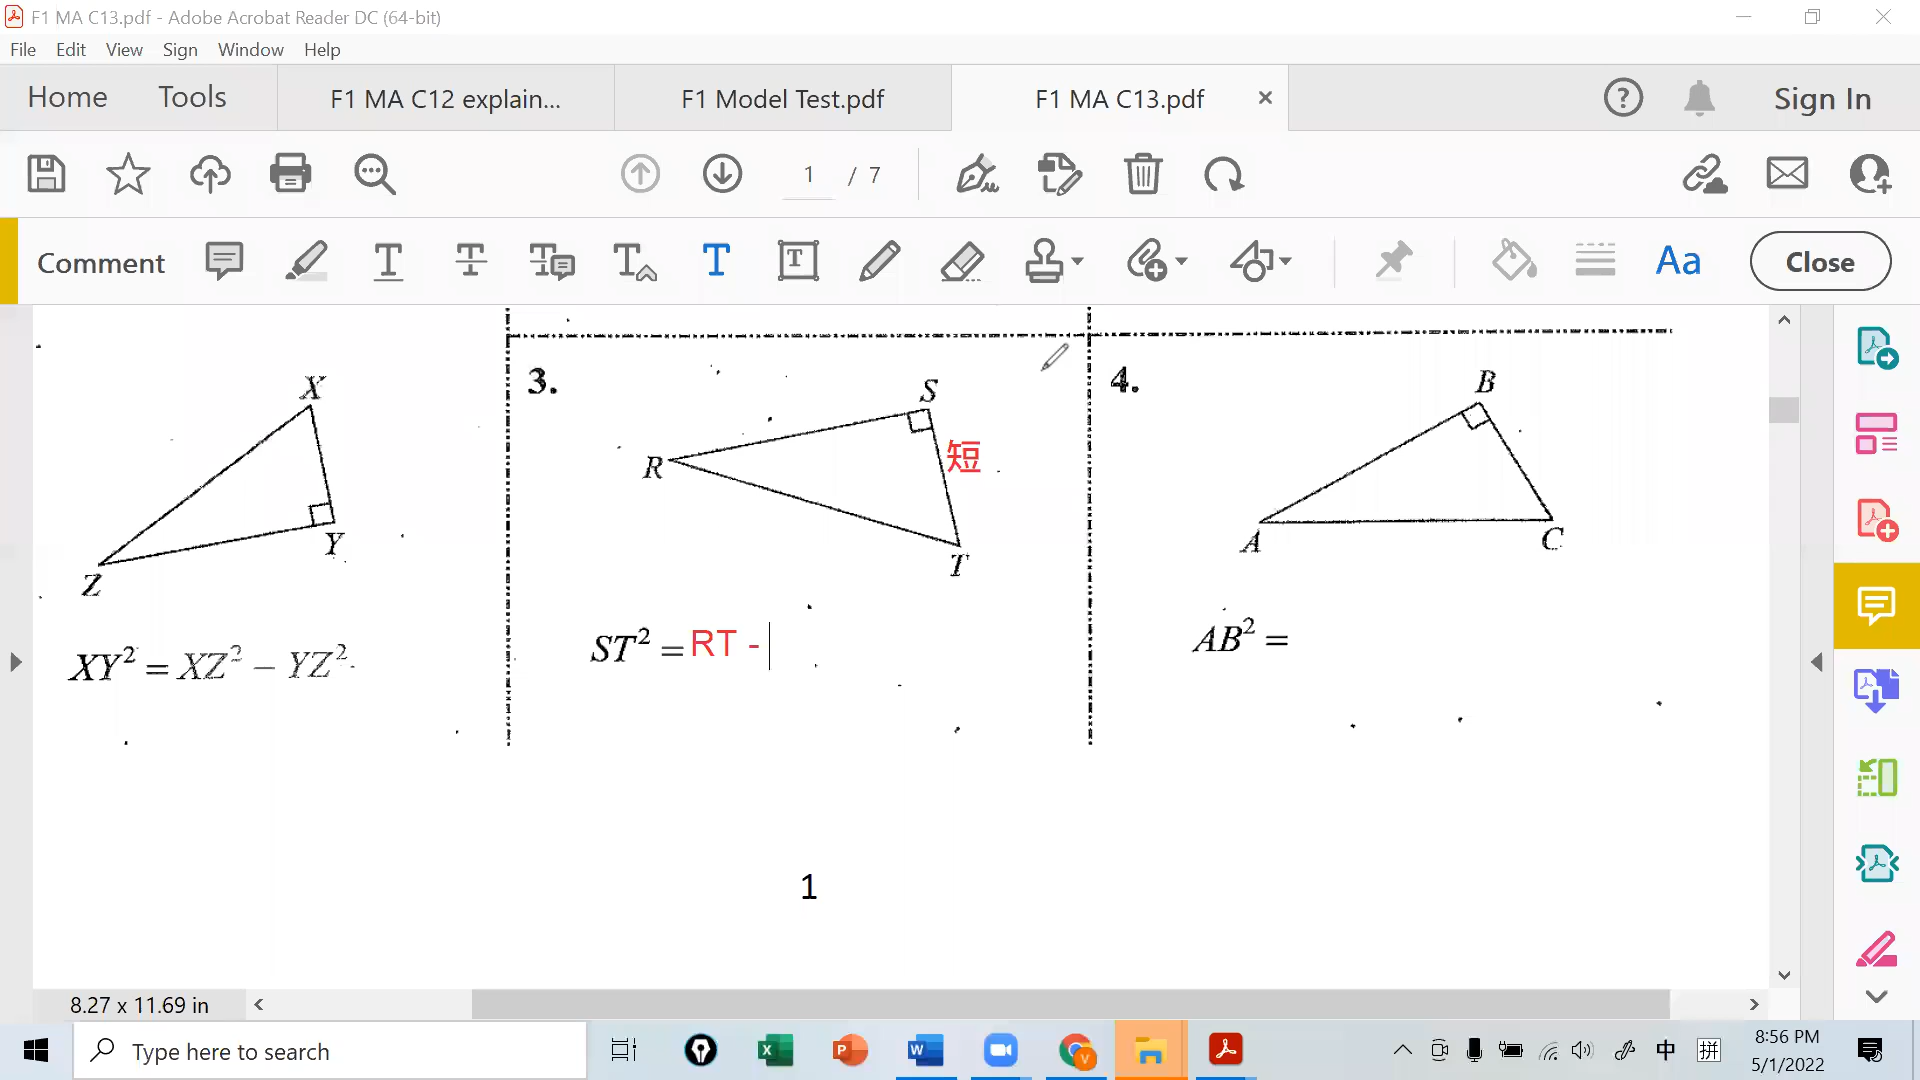 F1 MA C13.pdf - Adobe Acrobat Reader DC (64-bit)
File Edit View Sign Window Help
Home Tools F1 MA C12 explain... F1 Model Test.pdf F1 MA C13.pdf × ? Sign In
1 / 7
Comment T T T T T T Aa Close
X
Y
Z
XY² = XZ² − YZ²
3.
S
短
R
T
ST² = RT -
4.
B
A
C
AB² =
1
8.27 x 11.69 in
Type here to search
中 拼 8:56 PM
5/1/2022